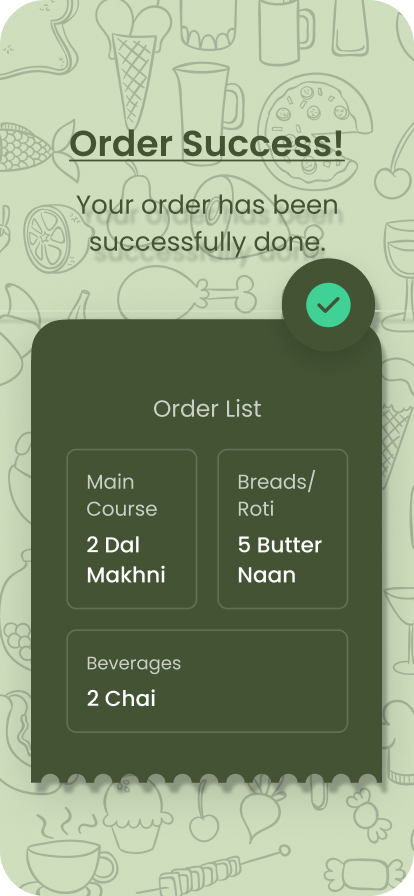 Order Success!
Your order has been
successfully done.
Order List
Main
Course
2 Dal
Makhni
Breads/
Roti
5 Butter
Naan
Beverages
2 Chai